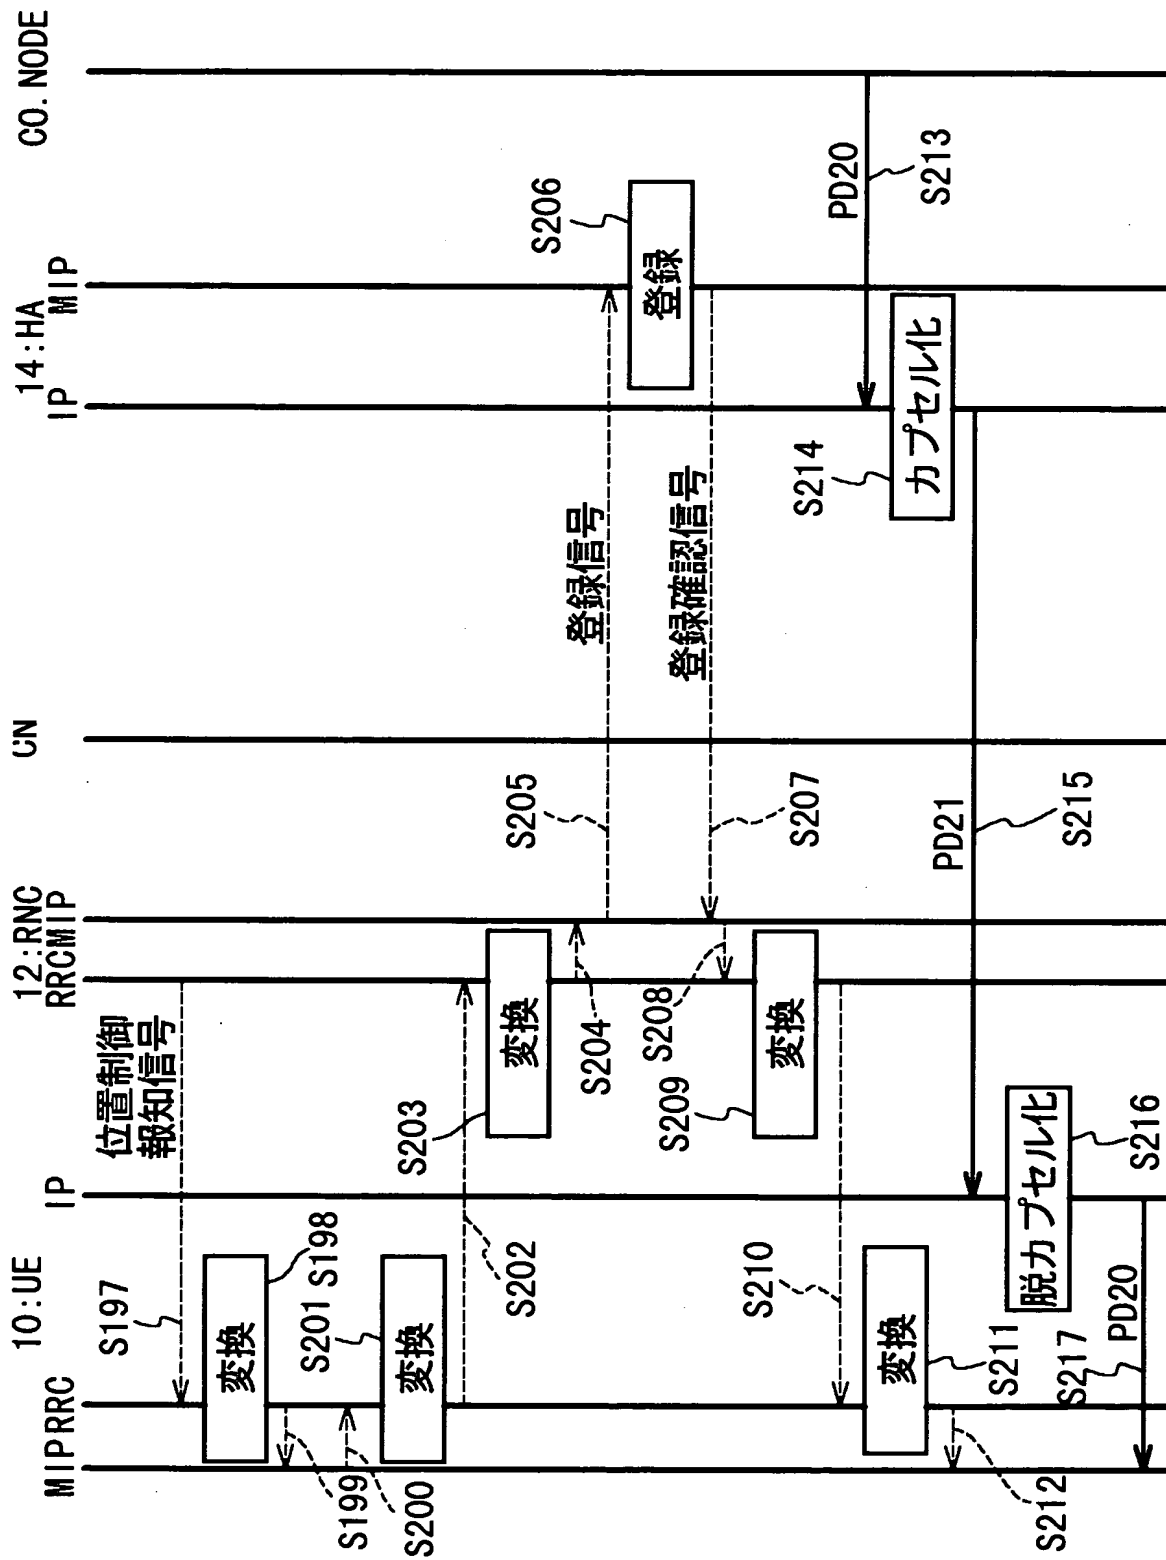 10:UE
12:RNC
CN
14:HA
CO. NODE
MIP
RRC
IP
RRC
MIP
IP
MIP
S197
位置制御
報知信号
変換
S198
S199
S200
S201
変換
S202
S203
変換
S204
S205
登録信号
S206
登録
登録確認信号
S207
S208
S209
変換
S210
S211
変換
S212
PD20
S213
S214
カプセル化
PD21
S215
脱カプセル化
S216
S217
PD20